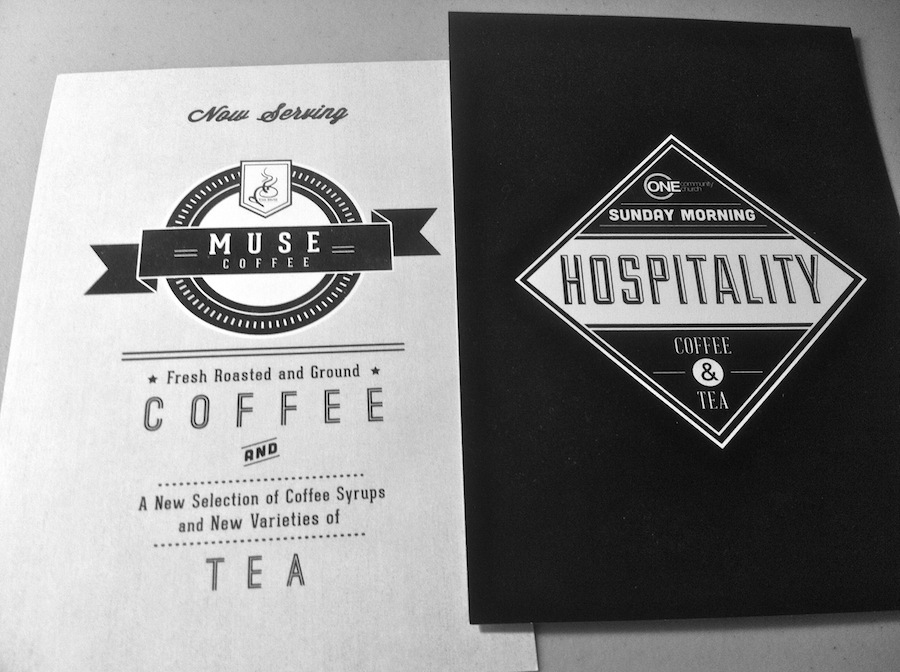 Now Serving
MUSE
COFFEE
Fresh Roasted and Ground
COFFEE
AND
A New Selection of Coffee Syrups
and New Varieties of
TEA
ONE community
church
SUNDAY MORNING
HOSPITALITY
COFFEE
&
TEA